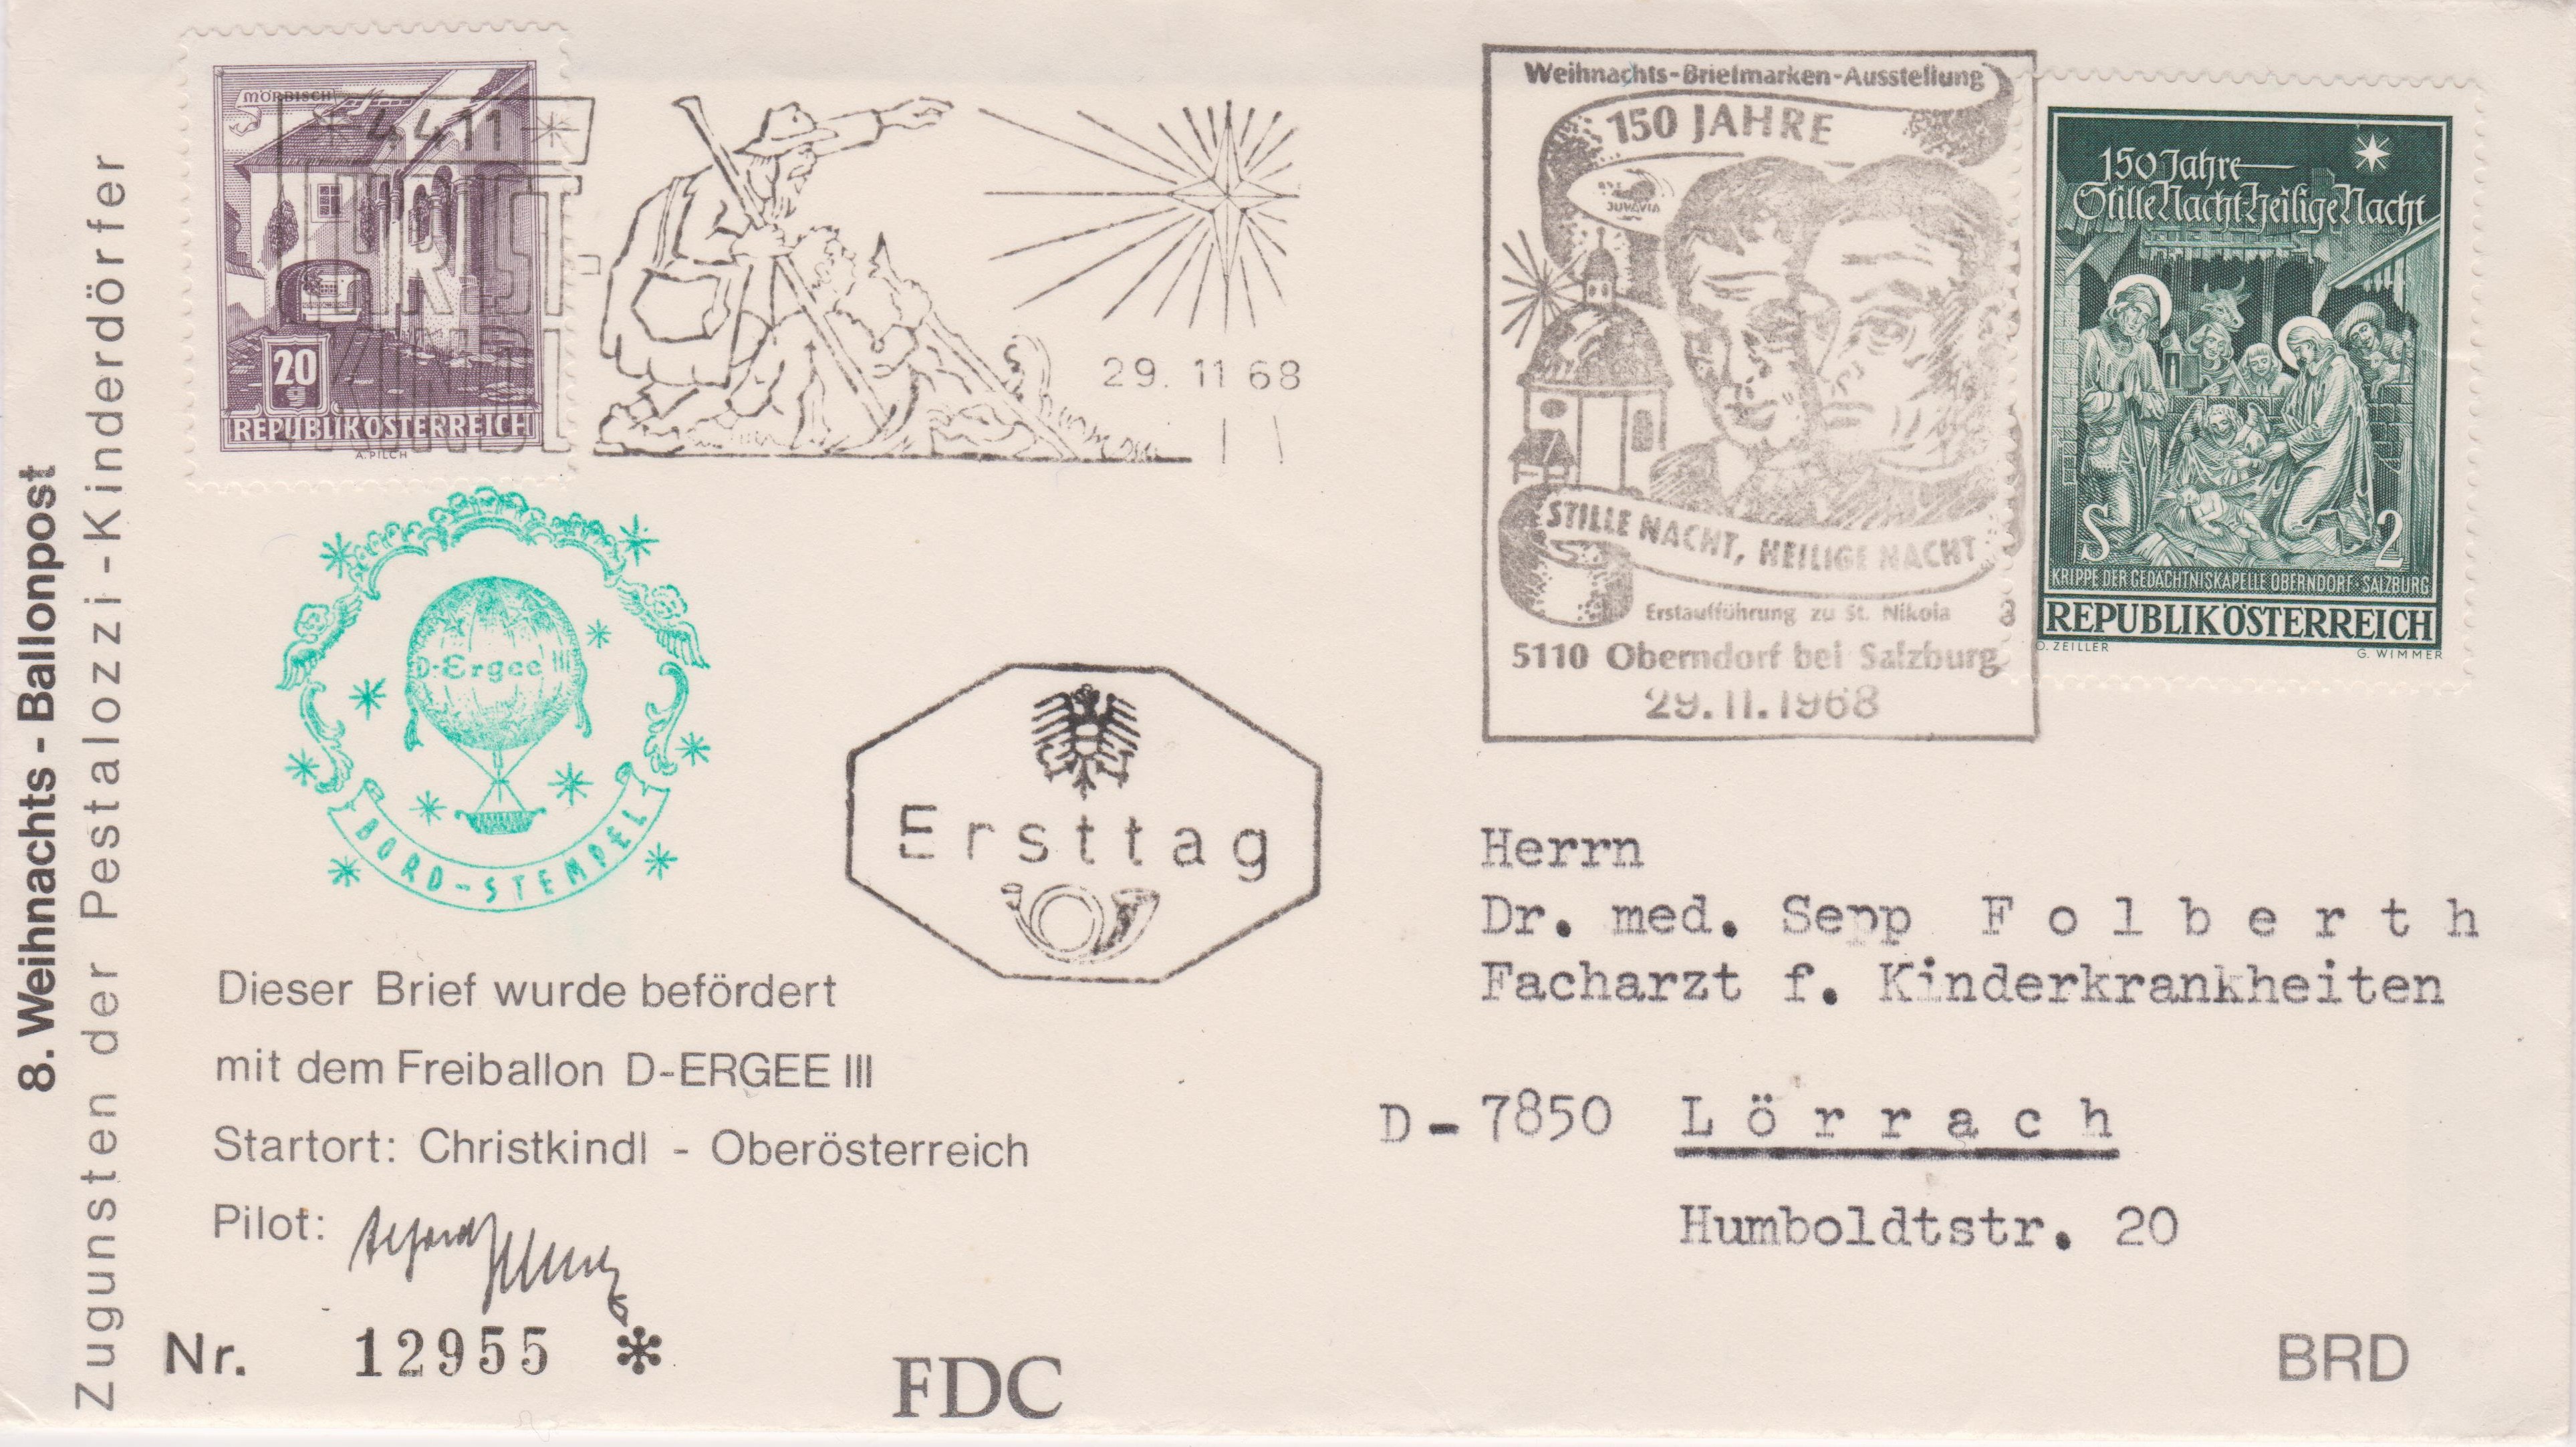 8. Weihnachts - Ballonpost
Zugunsten der Pestalozzi - Kinderdörfer
MÖRBISCH
20
g
REPUBLIK ÖSTERREICH
A. PILCH
4411
CHRIST
KINDL
29. 11 68
Weihnachts-Briefmarken-Ausstellung
150 JAHRE
STILLE NACHT, HEILIGE NACHT
Erstaufführung zu St. Nikola
5110 Oberndorf bei Salzburg
29.11.1968
150 Jahre
Stille Nacht-Heilige Nacht
S 2
KRIPPE DER GEDÄCHTNISKAPELLE OBERNDORF - SALZBURG
REPUBLIK ÖSTERREICH
O. ZEILLER
G. WIMMER
D-Ergee III
BORD-STEMPEL
Ersttag
Dieser Brief wurde befördert
mit dem Freiballon D-ERGEE III
Startort: Christkindl - Oberösterreich
Pilot:
Nr. 12955 *
FDC
Herrn
Dr. med. Sepp Folberth
Facharzt f. Kinderkrankheiten
D-7850 Lörrach
Humboldtstr. 20
BRD